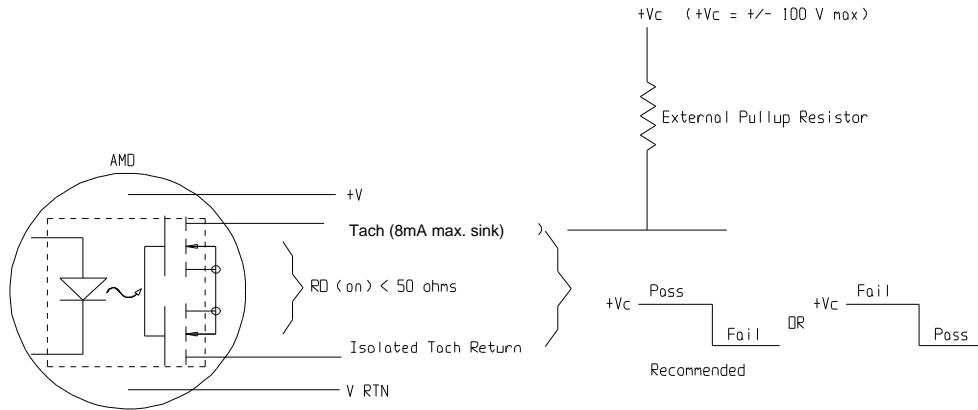 +Vc (+Vc = +/- 100 V max)
External Pullup Resistor
AMD
+V
Tach (8mA max. sink) )
RD (on) < 50 ohms
Isolated Tach Return
V RTN
+Vc Pass
Fail
Recommended
OR
+Vc Fail
Pass